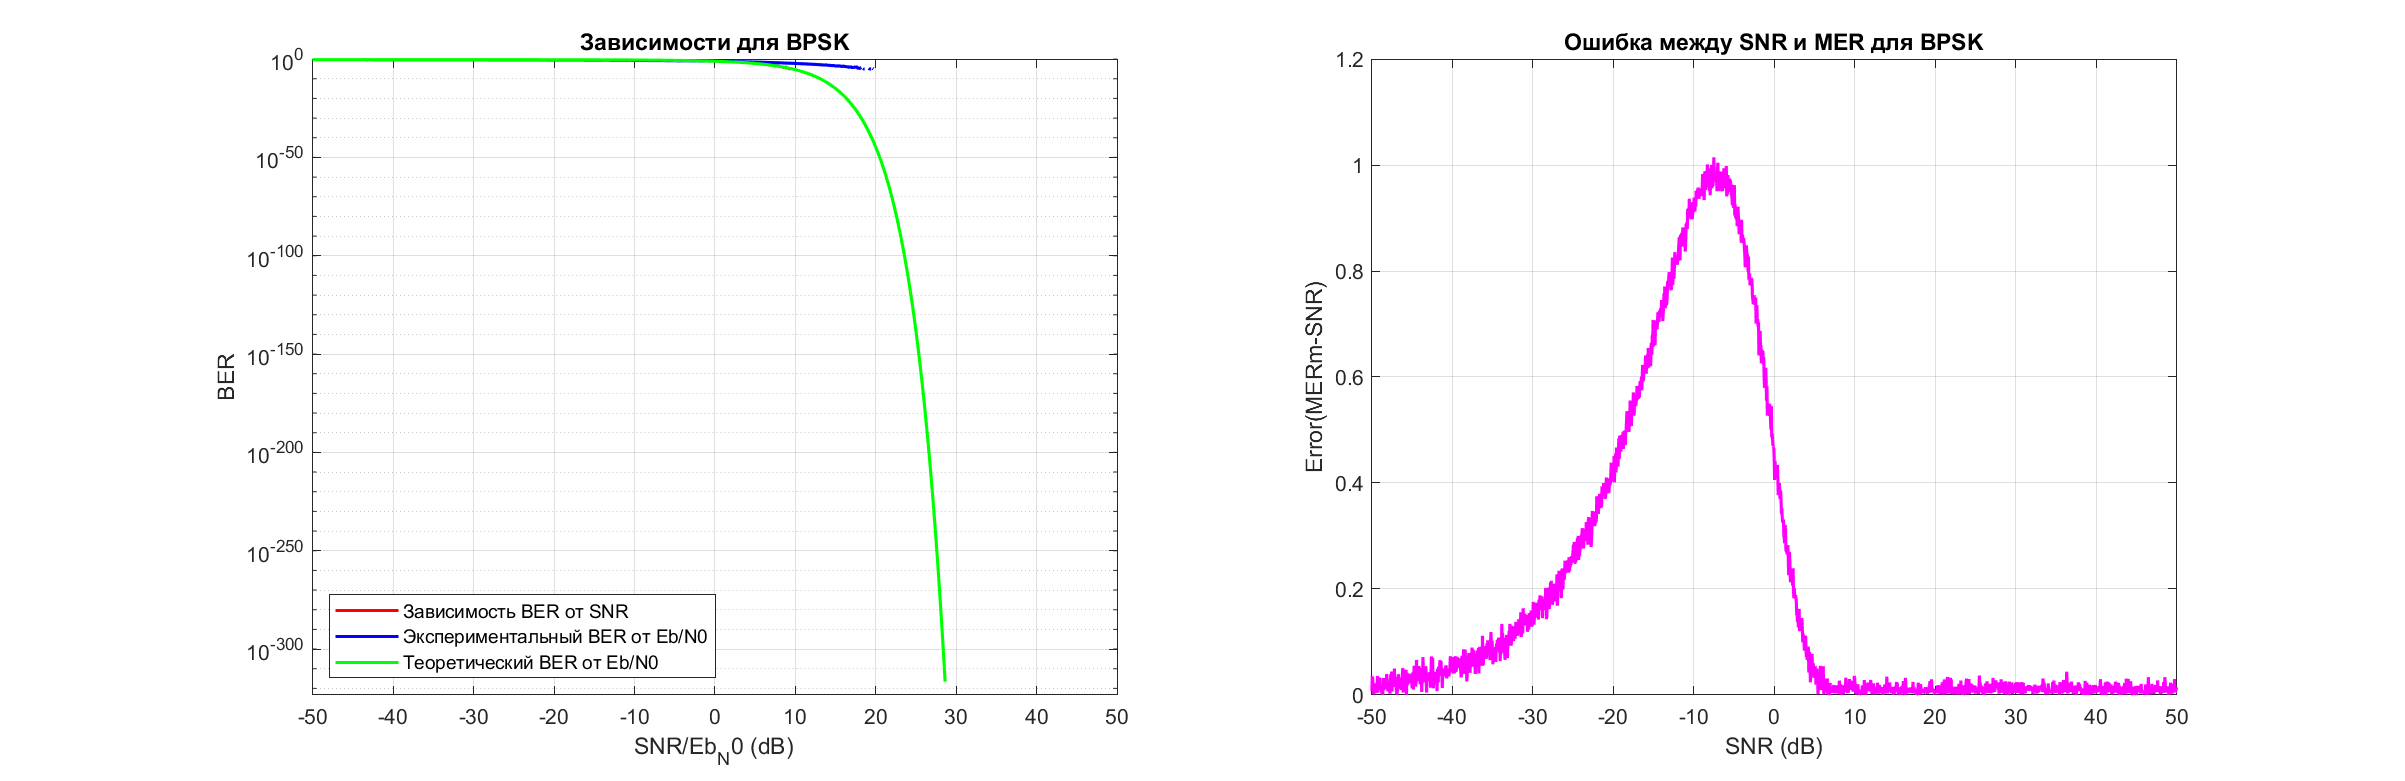 Зависимости для BPSK
10^0
10^-50
10^-100
10^-150
10^-200
10^-250
10^-300
BER
Зависимость BER от SNR
Экспериментальный BER от Eb/N0
Теоретический BER от Eb/N0
-50 -40 -30 -20 -10 0 10 20 30 40 50
SNR/Eb_N0 (dB)
Ошибка между SNR и MER для BPSK
1.2
1
0.8
0.6
0.4
0.2
0
Error(MERm-SNR)
-50 -40 -30 -20 -10 0 10 20 30 40 50
SNR (dB)